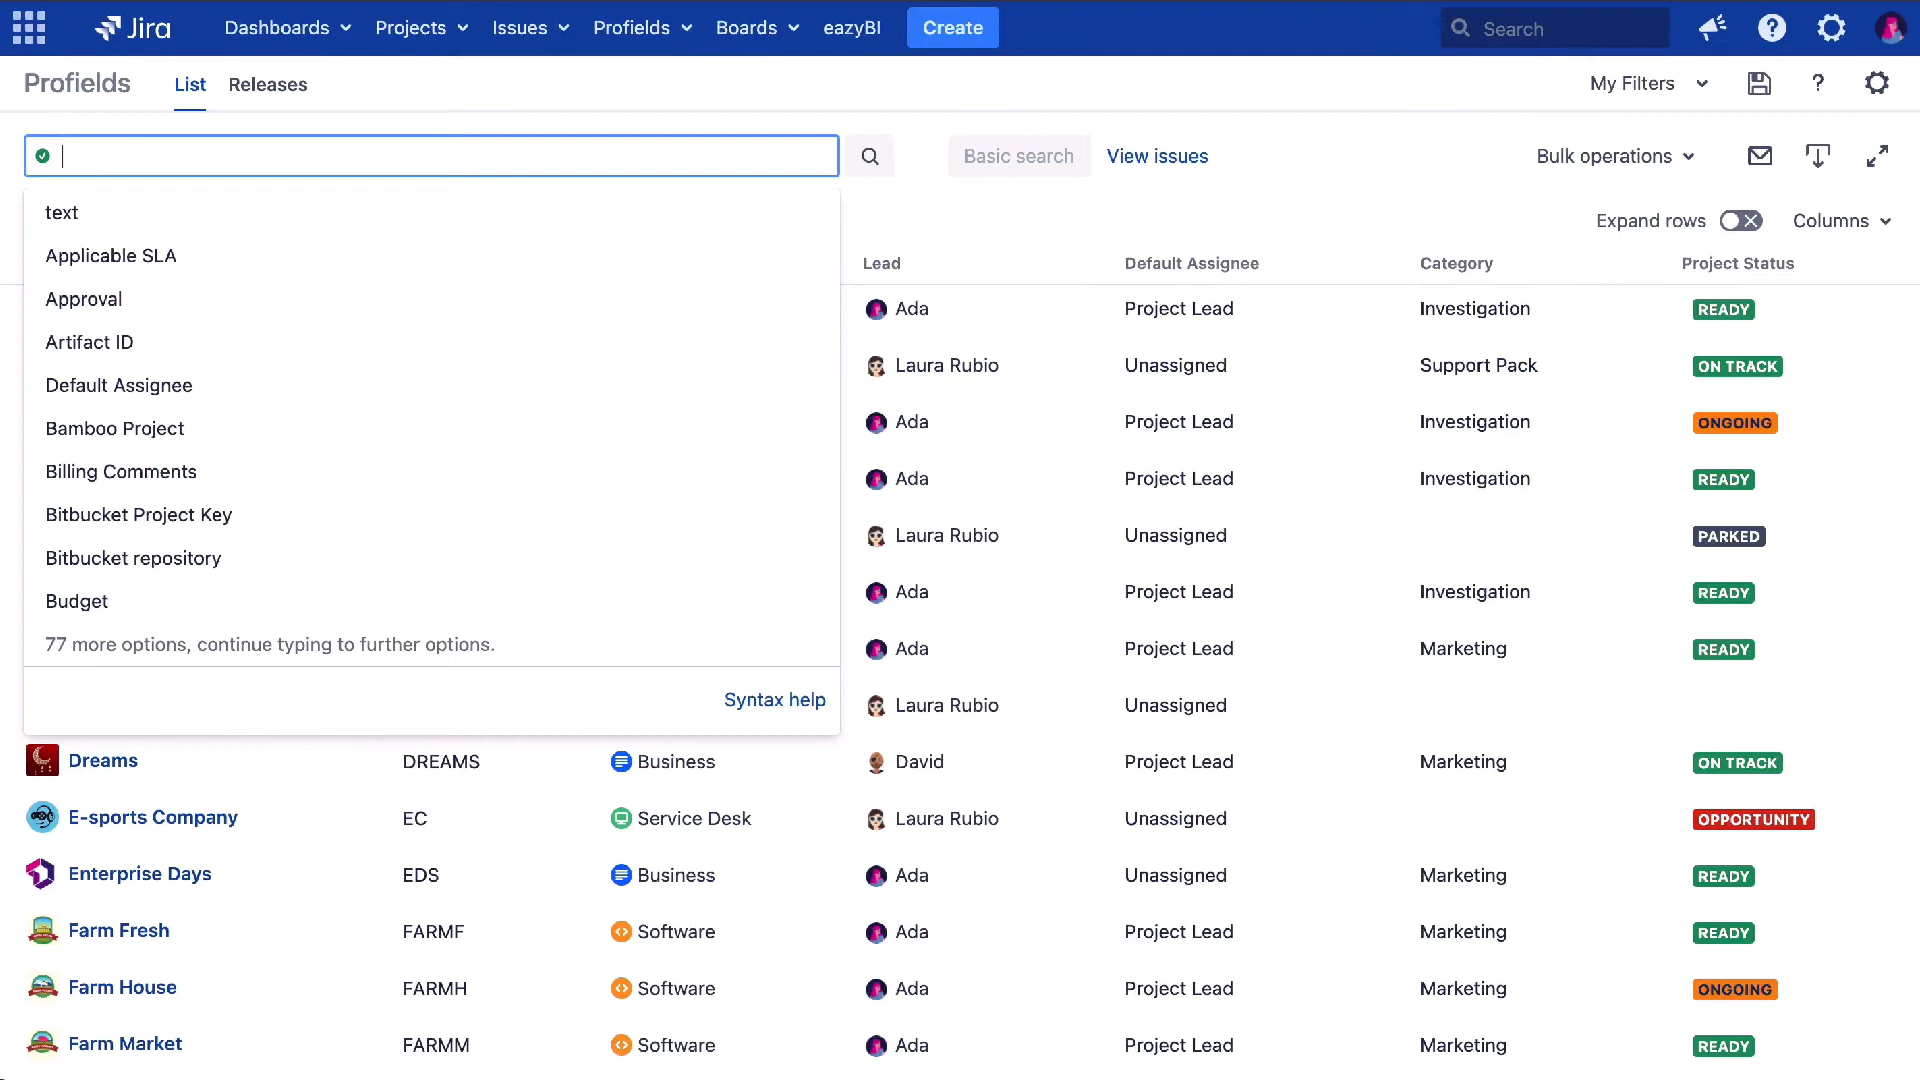 Jira Dashboards Projects Issues Profields Boards eazyBI Create Search
Profields List Releases My Filters
Basic search View issues Bulk operations
text
Expand rows Columns
Applicable SLA
Lead Default Assignee Category Project Status
Approval
Ada Project Lead Investigation READY
Artifact ID
Laura Rubio Unassigned Support Pack ON TRACK
Default Assignee
Bamboo Project
Ada Project Lead Investigation ONGOING
Billing Comments
Ada Project Lead Investigation READY
Bitbucket Project Key
Laura Rubio Unassigned PARKED
Bitbucket repository
Budget
Ada Project Lead Investigation READY
77 more options, continue typing to further options.
Ada Project Lead Marketing READY
Syntax help
Laura Rubio Unassigned
Dreams DREAMS Business David Project Lead Marketing ON TRACK
E-sports Company EC Service Desk Laura Rubio Unassigned OPPORTUNITY
Enterprise Days EDS Business Ada Unassigned Marketing READY
Farm Fresh FARMF Software Ada Project Lead Marketing READY
Farm House FARMH Software Ada Project Lead Marketing ONGOING
Farm Market FARMM Software Ada Project Lead Marketing READY